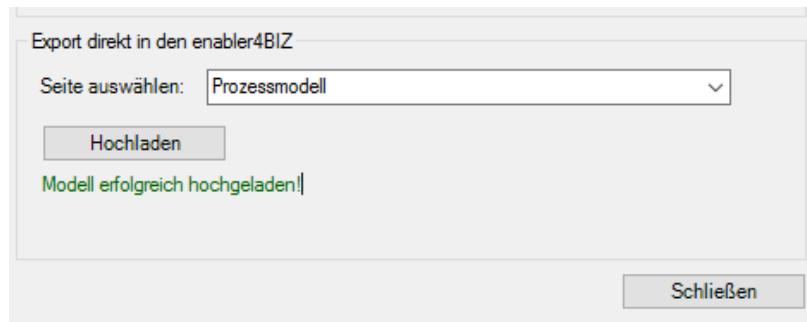 Export direkt in den enabler4BIZ
Seite auswählen: Prozessmodell
Hochladen
Modell erfolgreich hochgeladen!
Schließen